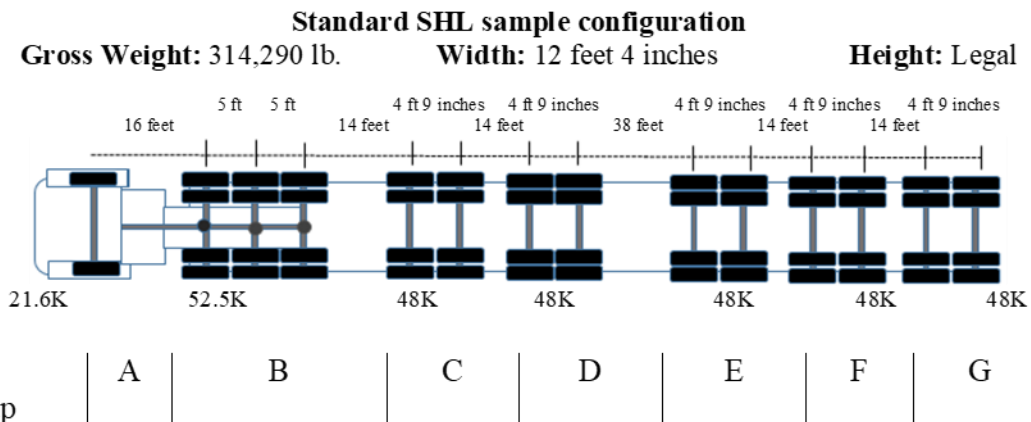 Standard SHL sample configuration
Gross Weight: 314,290 lb. Width: 12 feet 4 inches Height: Legal
5 ft 5 ft 4 ft 9 inches 4 ft 9 inches 4 ft 9 inches 4 ft 9 inches 4 ft 9 inches
16 feet 14 feet 14 feet 38 feet 14 feet 14 feet
21.6K 52.5K 48K 48K 48K 48K 48K
A B C D E F G
p